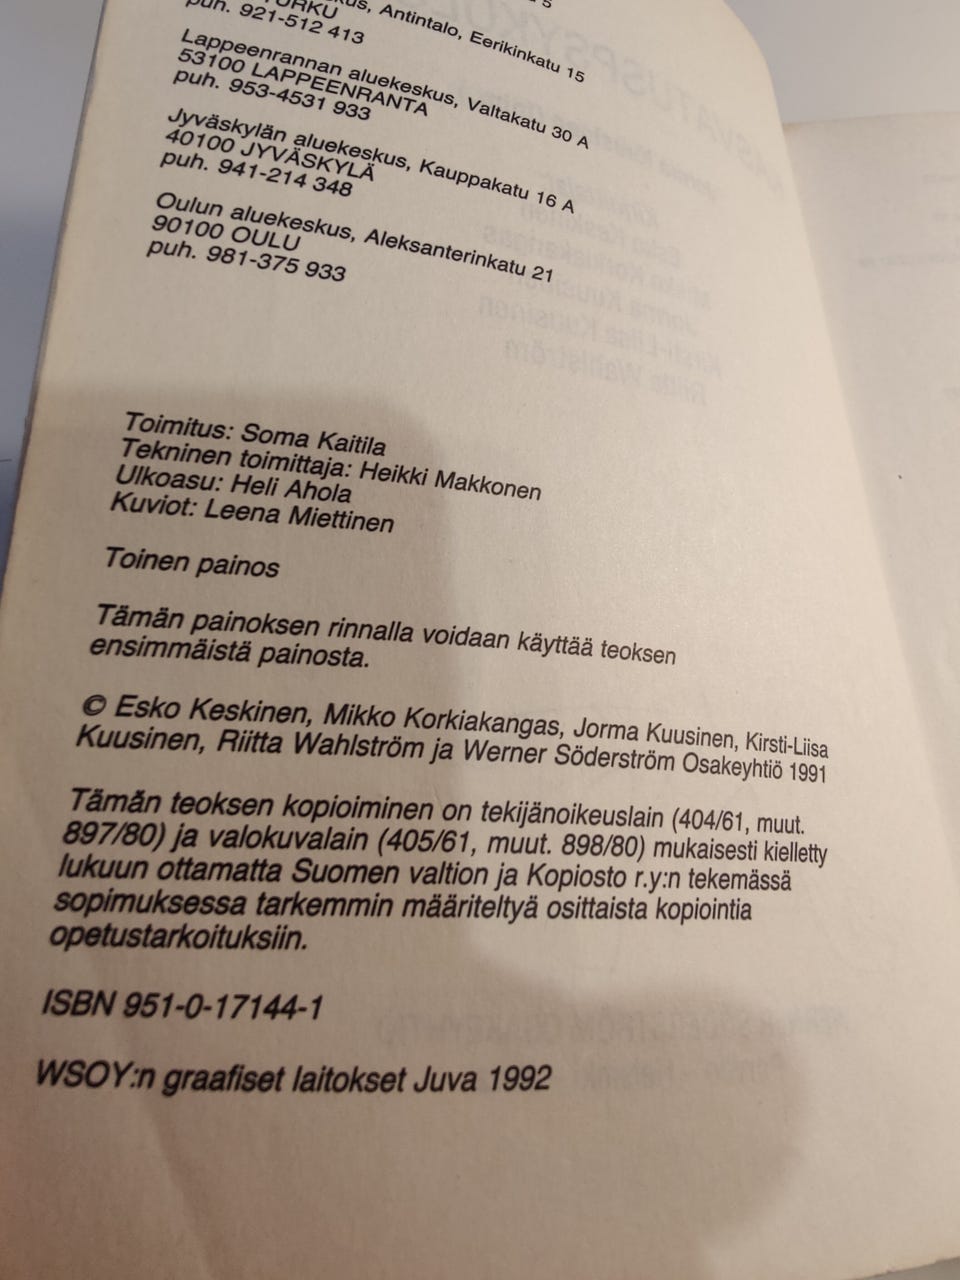 kus, Antintalo, Eerikinkatu 15
TURKU
puh. 921-512 413
Lappeenrannan aluekeskus, Valtakatu 30 A
53100 LAPPEENRANTA
puh. 953-4531 933
Jyväskylän aluekeskus, Kauppakatu 16 A
40100 JYVÄSKYLÄ
puh. 941-214 348
Oulun aluekeskus, Aleksanterinkatu 21
90100 OULU
puh. 981-375 933
Toimitus: Soma Kaitila
Tekninen toimittaja: Heikki Makkonen
Ulkoasu: Heli Ahola
Kuviot: Leena Miettinen
Toinen painos
Tämän painoksen rinnalla voidaan käyttää teoksen
ensimmäistä painosta.
© Esko Keskinen, Mikko Korkiakangas, Jorma Kuusinen, Kirsti-Liisa
Kuusinen, Riitta Wahlström ja Werner Söderström Osakeyhtiö 1991
Tämän teoksen kopioiminen on tekijänoikeuslain (404/61, muut.
897/80) ja valokuvalain (405/61, muut. 898/80) mukaisesti kielletty
lukuun ottamatta Suomen valtion ja Kopiosto r.y:n tekemässä
sopimuksessa tarkemmin määriteltyä osittaista kopiointia
opetustarkoituksiin.
ISBN 951-0-17144-1
WSOY:n graafiset laitokset Juva 1992